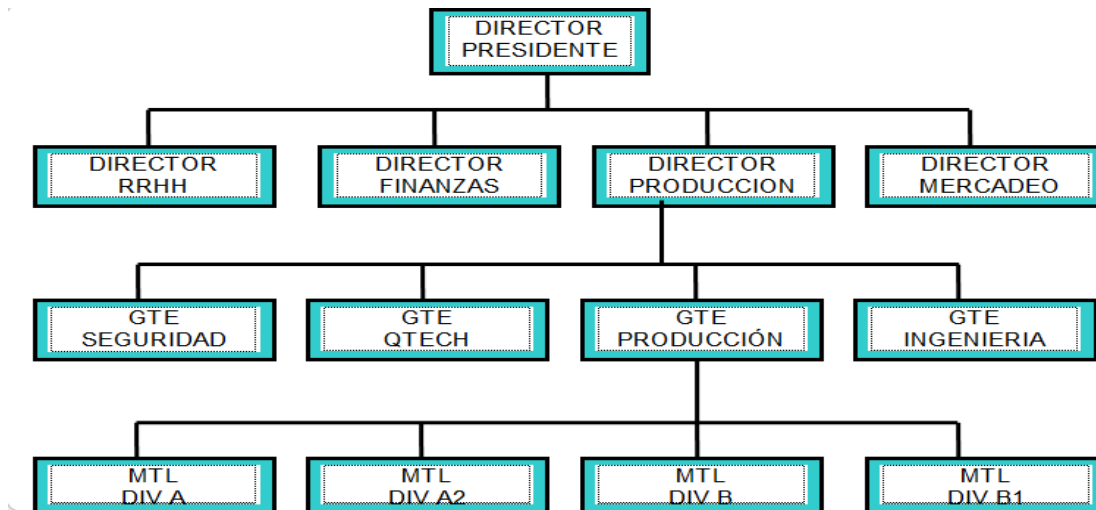 DIRECTOR
PRESIDENTE
DIRECTOR
RRHH
DIRECTOR
FINANZAS
DIRECTOR
PRODUCCION
DIRECTOR
MERCADEO
GTE
SEGURIDAD
GTE
QTECH
GTE
PRODUCCIÓN
GTE
INGENIERIA
MTL
DIV A
MTL
DIV A2
MTL
DIV B
MTL
DIV B1